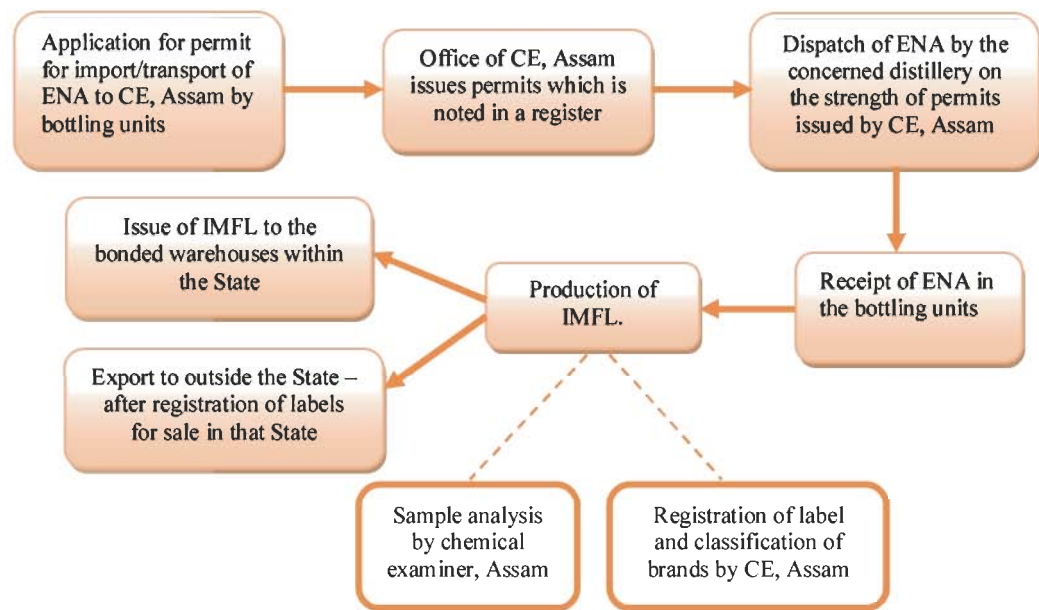 Application for permit
for import/transport of
ENA to CE, Assam by
bottling units
Office of CE, Assam
issues permits which is
noted in a register
Dispatch of ENA by the
concerned distillery on
the strength of permits
issued by CE, Assam
Receipt of ENA in
the bottling units
Production of
IMFL.
Issue of IMFL to the
bonded warehouses within
the State
Export to outside the State –
after registration of labels
for sale in that State
Sample analysis
by chemical
examiner, Assam
Registration of label
and classification of
brands by CE, Assam